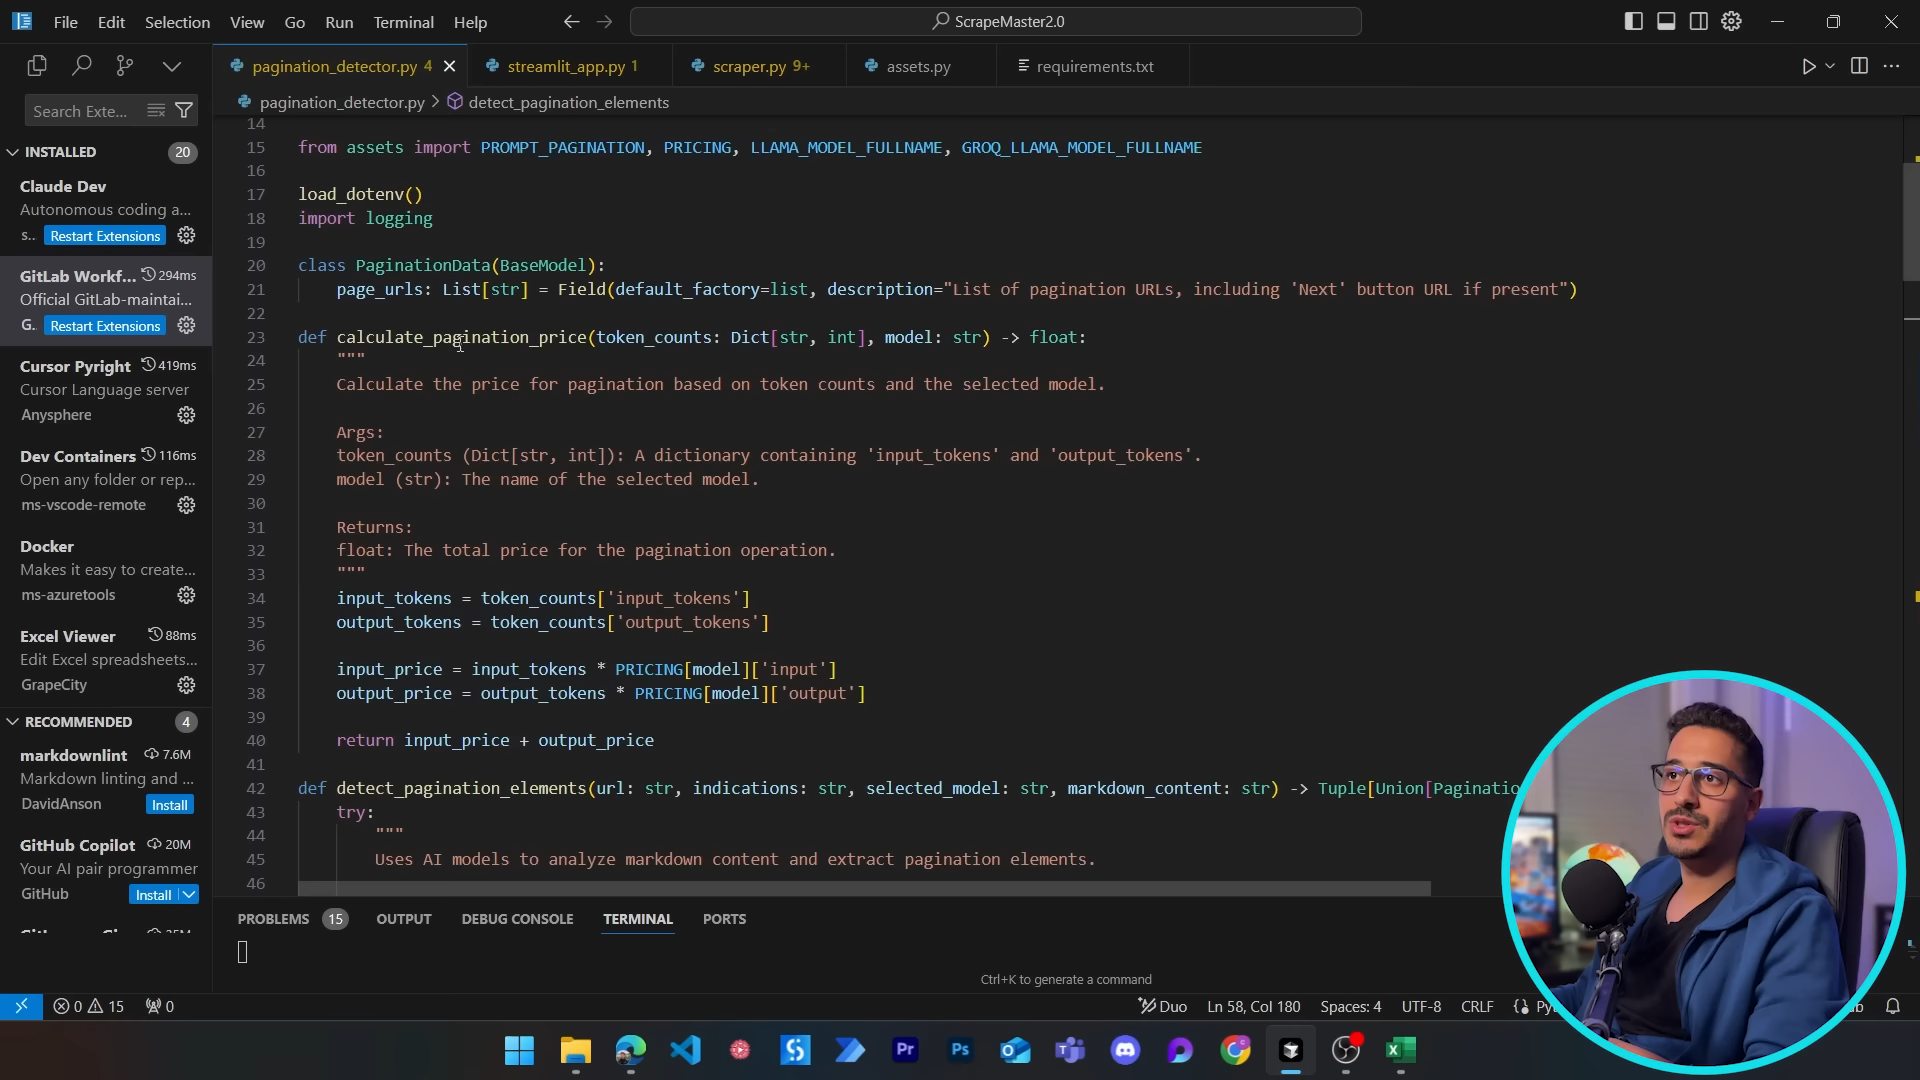 File Edit Selection View Go Run Terminal Help
ScrapeMaster2.0
pagination_detector.py 4
streamlit_app.py 1
scraper.py 9+
assets.py
requirements.txt
Search Exte...
pagination_detector.py > detect_pagination_elements
INSTALLED 20
Claude Dev
Autonomous coding a...
s... Restart Extensions
GitLab Workf... 294ms
Official GitLab-maintai...
G.. Restart Extensions
Cursor Pyright 419ms
Cursor Language server
Anysphere
Dev Containers 116ms
Open any folder or rep...
ms-vscode-remote
Docker
Makes it easy to create...
ms-azuretools
Excel Viewer 88ms
Edit Excel spreadsheets...
GrapeCity
RECOMMENDED 4
markdownlint 7.6M
Markdown linting and ...
DavidAnson Install
GitHub Copilot 20M
Your AI pair programmer
GitHub Install
14
15 from assets import PROMPT_PAGINATION, PRICING, LLAMA_MODEL_FULLNAME, GROQ_LLAMA_MODEL_FULLNAME
16
17 load_dotenv()
18 import logging
19
20 class PaginationData(BaseModel):
21 page_urls: List[str] = Field(default_factory=list, description="List of pagination URLs, including 'Next' button URL if present")
22
23 def calculate_pagination_price(token_counts: Dict[str, int], model: str) -> float:
24 """
25 Calculate the price for pagination based on token counts and the selected model.
26
27 Args:
28 token_counts (Dict[str, int]): A dictionary containing 'input_tokens' and 'output_tokens'.
29 model (str): The name of the selected model.
30
31 Returns:
32 float: The total price for the pagination operation.
33 """
34 input_tokens = token_counts['input_tokens']
35 output_tokens = token_counts['output_tokens']
36
37 input_price = input_tokens * PRICING[model]['input']
38 output_price = output_tokens * PRICING[model]['output']
39
40 return input_price + output_price
41
42 def detect_pagination_elements(url: str, indications: str, selected_model: str, markdown_content: str) -> Tuple[Union[Paginatio
43 try:
44 """
45 Uses AI models to analyze markdown content and extract pagination elements.
46
PROBLEMS 15 OUTPUT DEBUG CONSOLE TERMINAL PORTS
Ctrl+K to generate a command
0 15 0
Duo Ln 58, Col 180 Spaces: 4 UTF-8 CRLF
Pr Ps